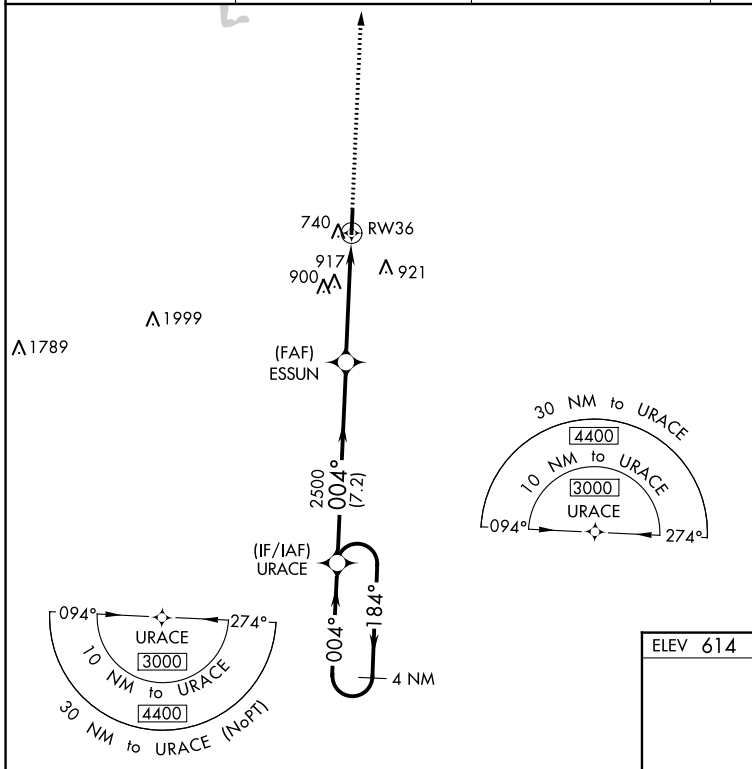 740
RW36
917
921
900
1999
1789
(FAF)
ESSUN
30 NM to URACE
4400
10 NM to URACE
3000
URACE
094°
274°
2500
004°
(7.2)
(IF/IAF)
URACE
004°
184°
4 NM
094°
274°
URACE
3000
10 NM to URACE
4400
30 NM to URACE (NoPT)
ELEV 614